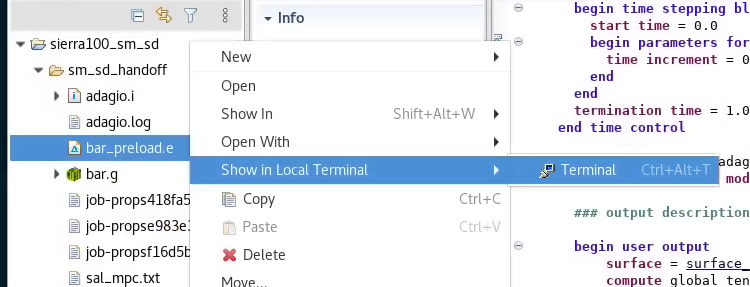 Info
sierra100_sm_sd
sm_sd_handoff
adagio.i
adagio.log
bar_preload.e
bar.g
job-props418fa5
job-propse983e
job-propsf16d5b
sal_mpc.txt
New
Open
Show In Shift+Alt+W
Open With
Show in Local Terminal
Copy Ctrl+C
Paste Ctrl+V
Delete
Move...
Terminal Ctrl+Alt+T
begin time stepping bl
start time = 0.0
begin parameters for
time increment = 0
end
end
termination time = 1.0
end time control
adag
mod
### output description
begin user output
surface = surface_
compute global ten